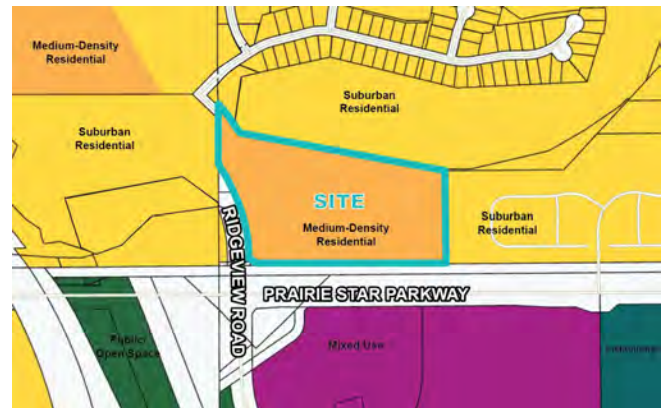 Medium-Density
Residential
Suburban
Residential
Suburban
Residential
SITE
Medium-Density
Residential
Suburban
Residential
RIDGEVIEW ROAD
PRAIRIE STAR PARKWAY
Public/
Open Space
Mixed Use